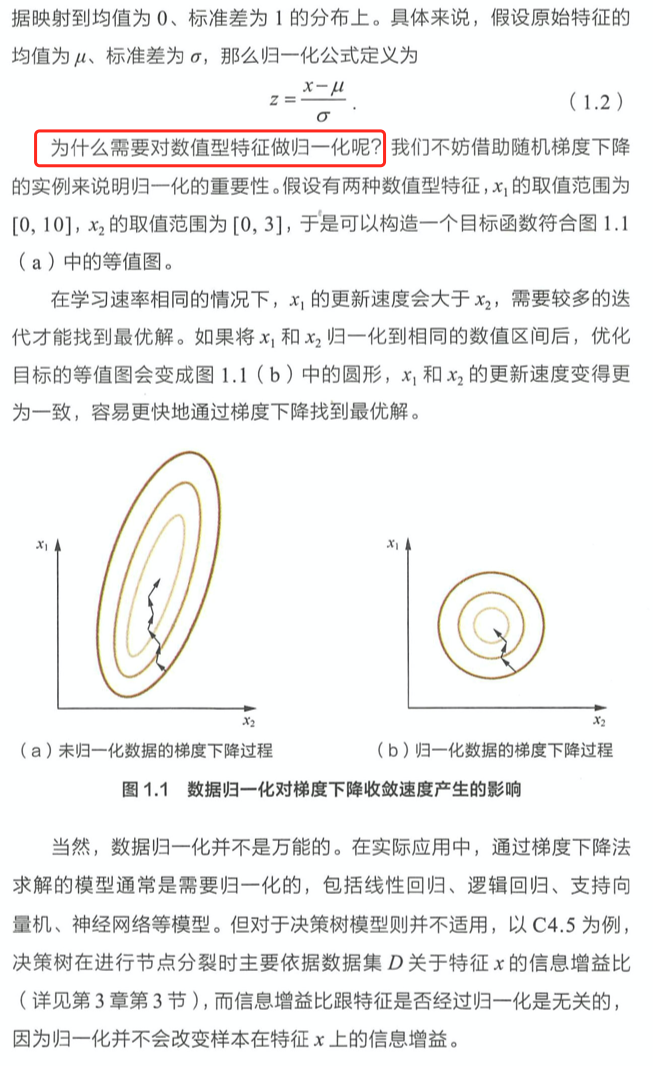 据映射到均值为 0、标准差为 1 的分布上。具体来说，假设原始特征的
均值为 μ、标准差为 σ，那么归一化公式定义为
z = (x−μ)/σ . （1.2）
为什么需要对数值型特征做归一化呢? 我们不妨借助随机梯度下降
的实例来说明归一化的重要性。假设有两种数值型特征，x₁的取值范围为
[0, 10]，x₂的取值范围为 [0, 3]，于是可以构造一个目标函数符合图 1.1
（a）中的等值图。
在学习速率相同的情况下，x₁ 的更新速度会大于 x₂，需要较多的迭
代才能找到最优解。如果将 x₁ 和 x₂ 归一化到相同的数值区间后，优化
目标的等值图会变成图 1.1（b）中的圆形，x₁ 和 x₂ 的更新速度变得更
为一致，容易更快地通过梯度下降找到最优解。
x₁
x₂
x₁
x₂
（a）未归一化数据的梯度下降过程
（b）归一化数据的梯度下降过程
图 1.1 数据归一化对梯度下降收敛速度产生的影响
当然，数据归一化并不是万能的。在实际应用中，通过梯度下降法
求解的模型通常是需要归一化的，包括线性回归、逻辑回归、支持向
量机、神经网络等模型。但对于决策树模型则并不适用，以 C4.5 为例，
决策树在进行节点分裂时主要依据数据集 D 关于特征 x 的信息增益比
（详见第 3 章第 3 节），而信息增益比跟特征是否经过归一化是无关的，
因为归一化并不会改变样本在特征 x 上的信息增益。